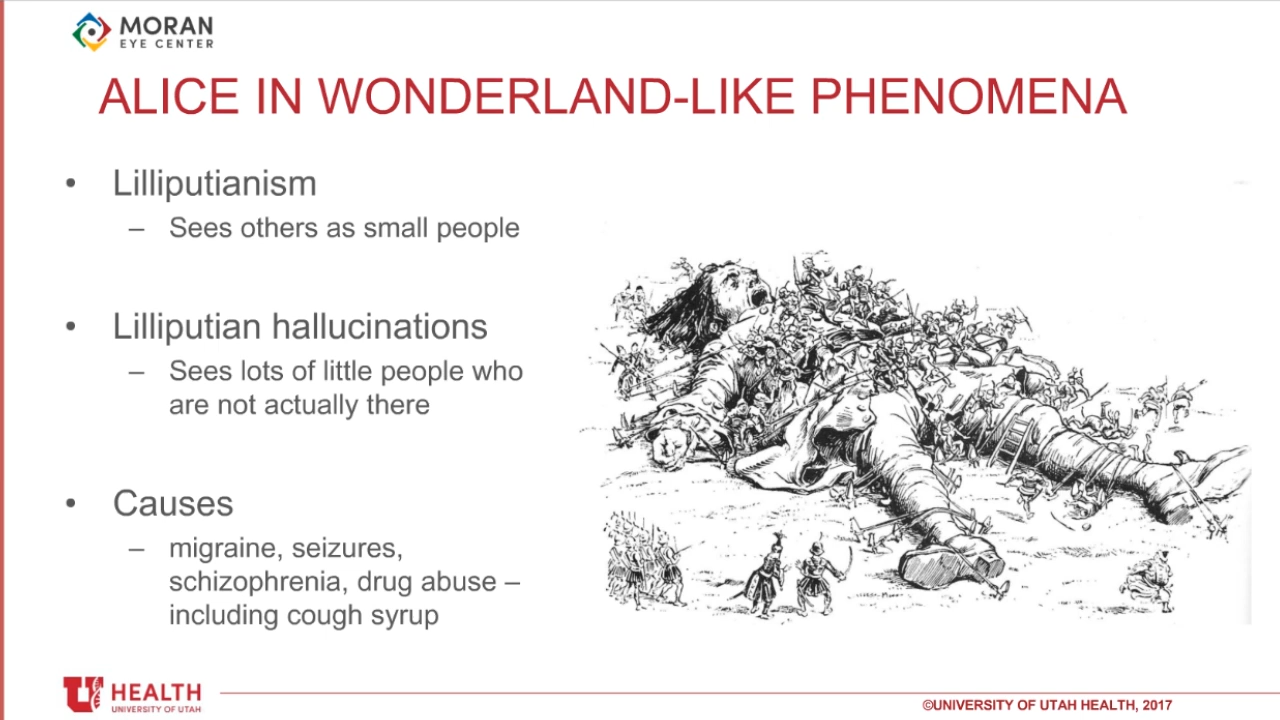 MORAN
EYE CENTER
ALICE IN WONDERLAND-LIKE PHENOMENA
• Lilliputianism
– Sees others as small people
• Lilliputian hallucinations
– Sees lots of little people who
are not actually there
• Causes
– migraine, seizures,
schizophrenia, drug abuse –
including cough syrup
U HEALTH
UNIVERSITY OF UTAH
©UNIVERSITY OF UTAH HEALTH, 2017